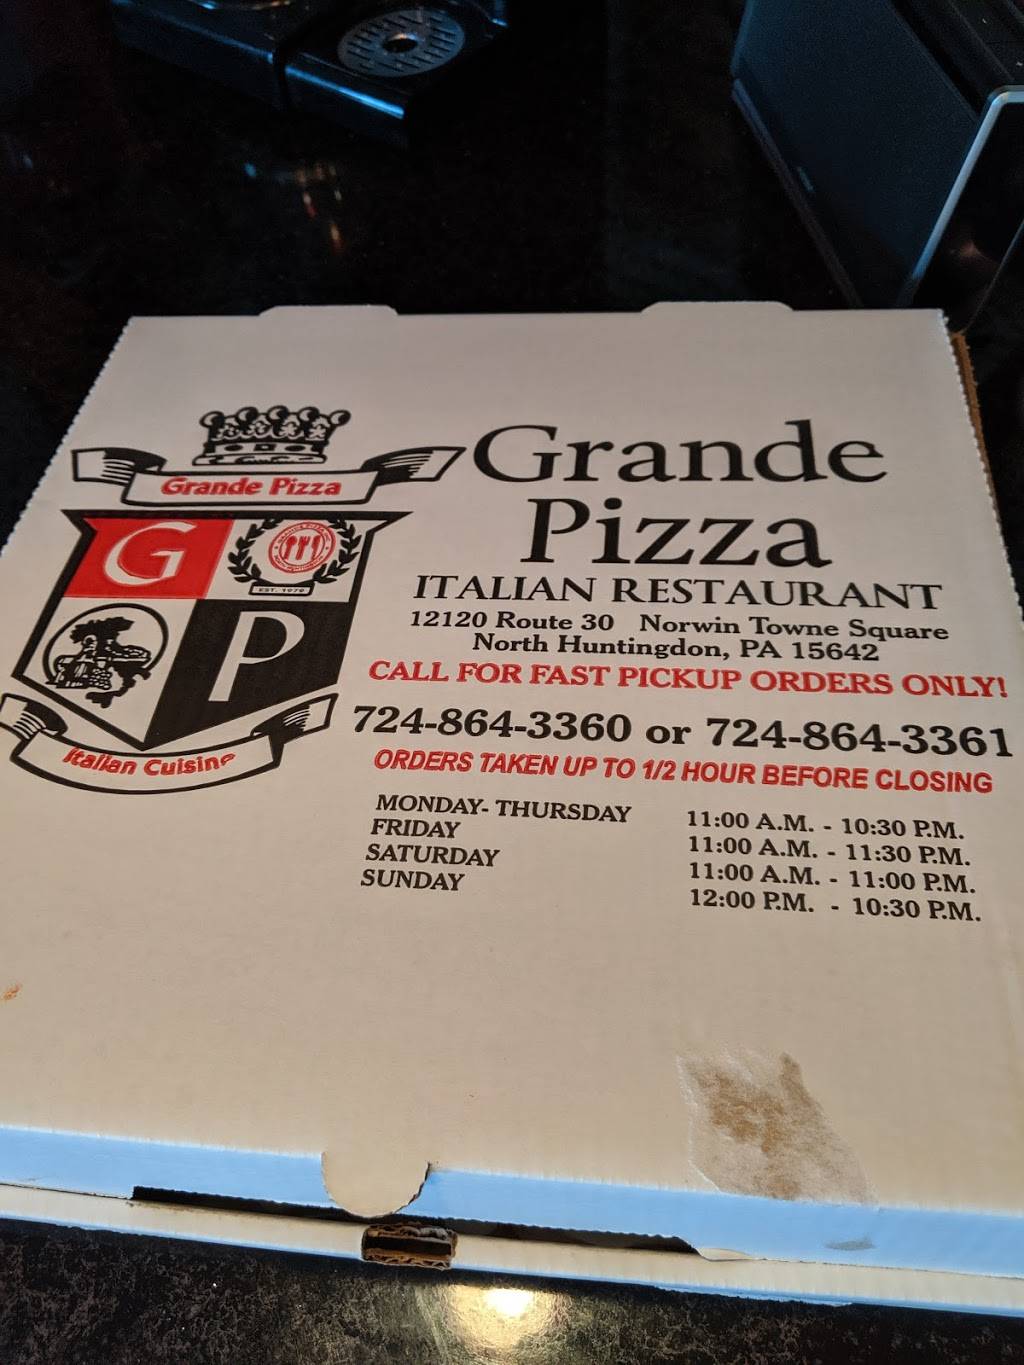 Grande Pizza
G
EST. 1979
P
Italian Cuisine
Grande
Pizza
ITALIAN RESTAURANT
12120 Route 30 Norwin Towne Square
North Huntingdon, PA 15642
CALL FOR FAST PICKUP ORDERS ONLY!
724-864-3360 or 724-864-3361
ORDERS TAKEN UP TO 1/2 HOUR BEFORE CLOSING
MONDAY- THURSDAY 11:00 A.M. - 10:30 P.M.
FRIDAY 11:00 A.M. - 11:30 P.M.
SATURDAY 11:00 A.M. - 11:00 P.M.
SUNDAY 12:00 P.M. - 10:30 P.M.